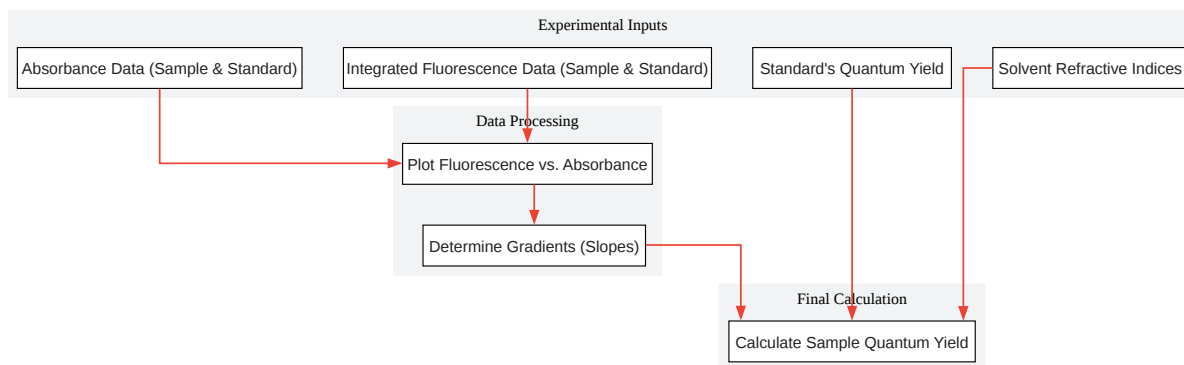 Experimental Inputs
Absorbance Data (Sample & Standard)
Integrated Fluorescence Data (Sample & Standard)
Standard's Quantum Yield
Solvent Refractive Indices
Data Processing
Plot Fluorescence vs. Absorbance
Determine Gradients (Slopes)
Final Calculation
Calculate Sample Quantum Yield